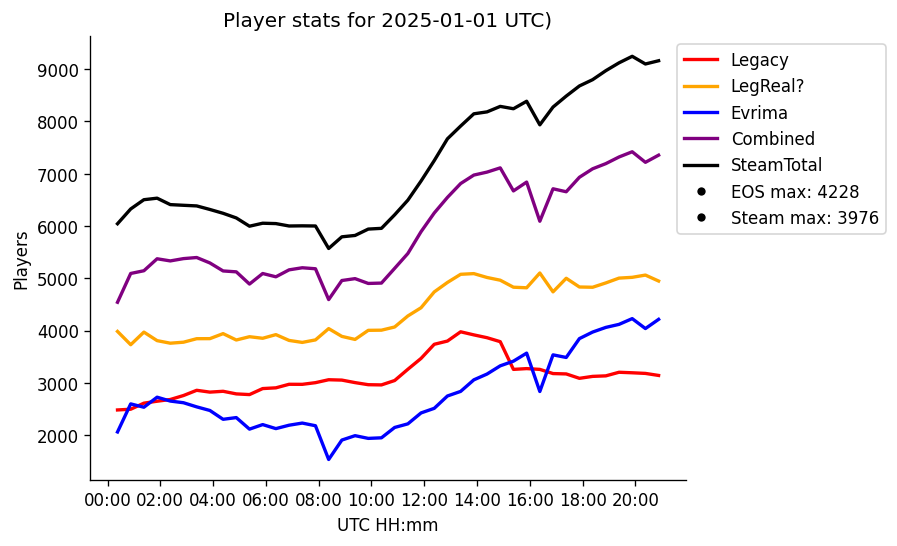 Player stats for 2025-01-01 UTC)
Legacy
LegReal?
Evrima
Combined
SteamTotal
EOS max: 4228
Steam max: 3976
Players
9000
8000
7000
6000
5000
4000
3000
2000
00:00 02:00 04:00 06:00 08:00 10:00 12:00 14:00 16:00 18:00 20:00
UTC HH:mm